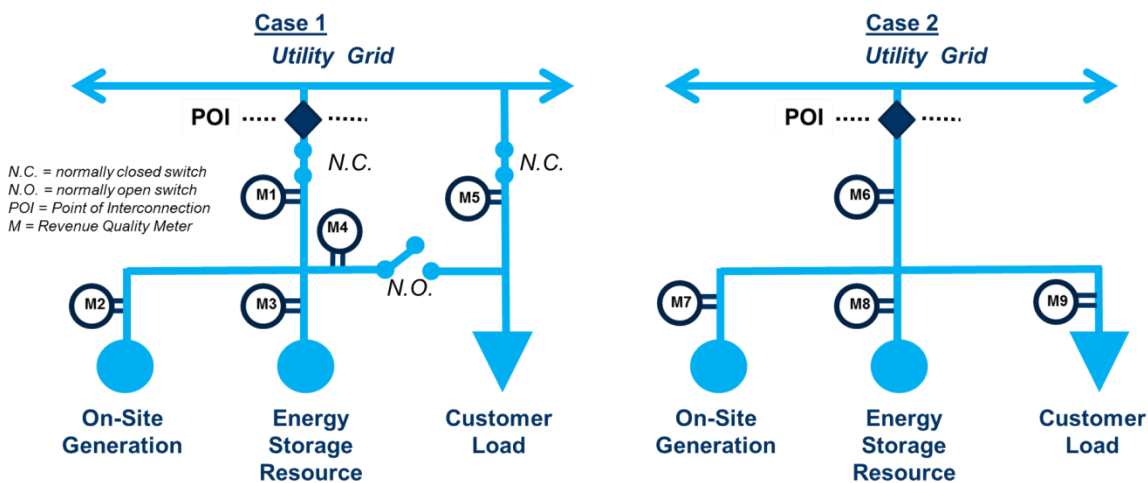 Case 1
Utility Grid
POI
N.C.
N.C.
N.C. = normally closed switch
N.O. = normally open switch
POI = Point of Interconnection
M = Revenue Quality Meter
M1
M5
M4
N.O.
M2
M3
On-Site
Generation
Energy
Storage
Resource
Customer
Load
Case 2
Utility Grid
POI
M6
M7
M8
M9
On-Site
Generation
Energy
Storage
Resource
Customer
Load